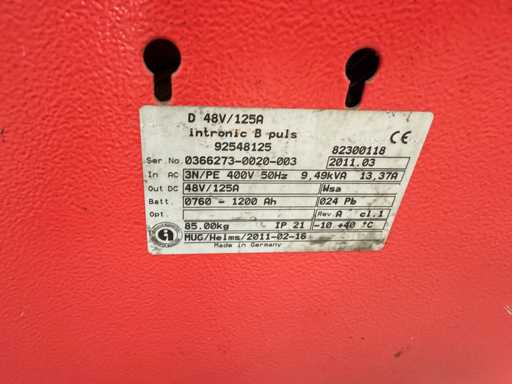 D 48V/125A
intronic B puls
92548125 82300118
CE
Ser.No. 0366273-0020-003 2011.03
In AC 3N/PE 400V 50Hz 9,49kVA 13,37A
Out DC 48V/125A Wsa
Batt. 0760 - 1200 Ah 024 Pb
Opt. Rev. A cl.1
85.00kg IP 21 -10 +40 °C
MUG/Helms/2011-02-16
Made in Germany